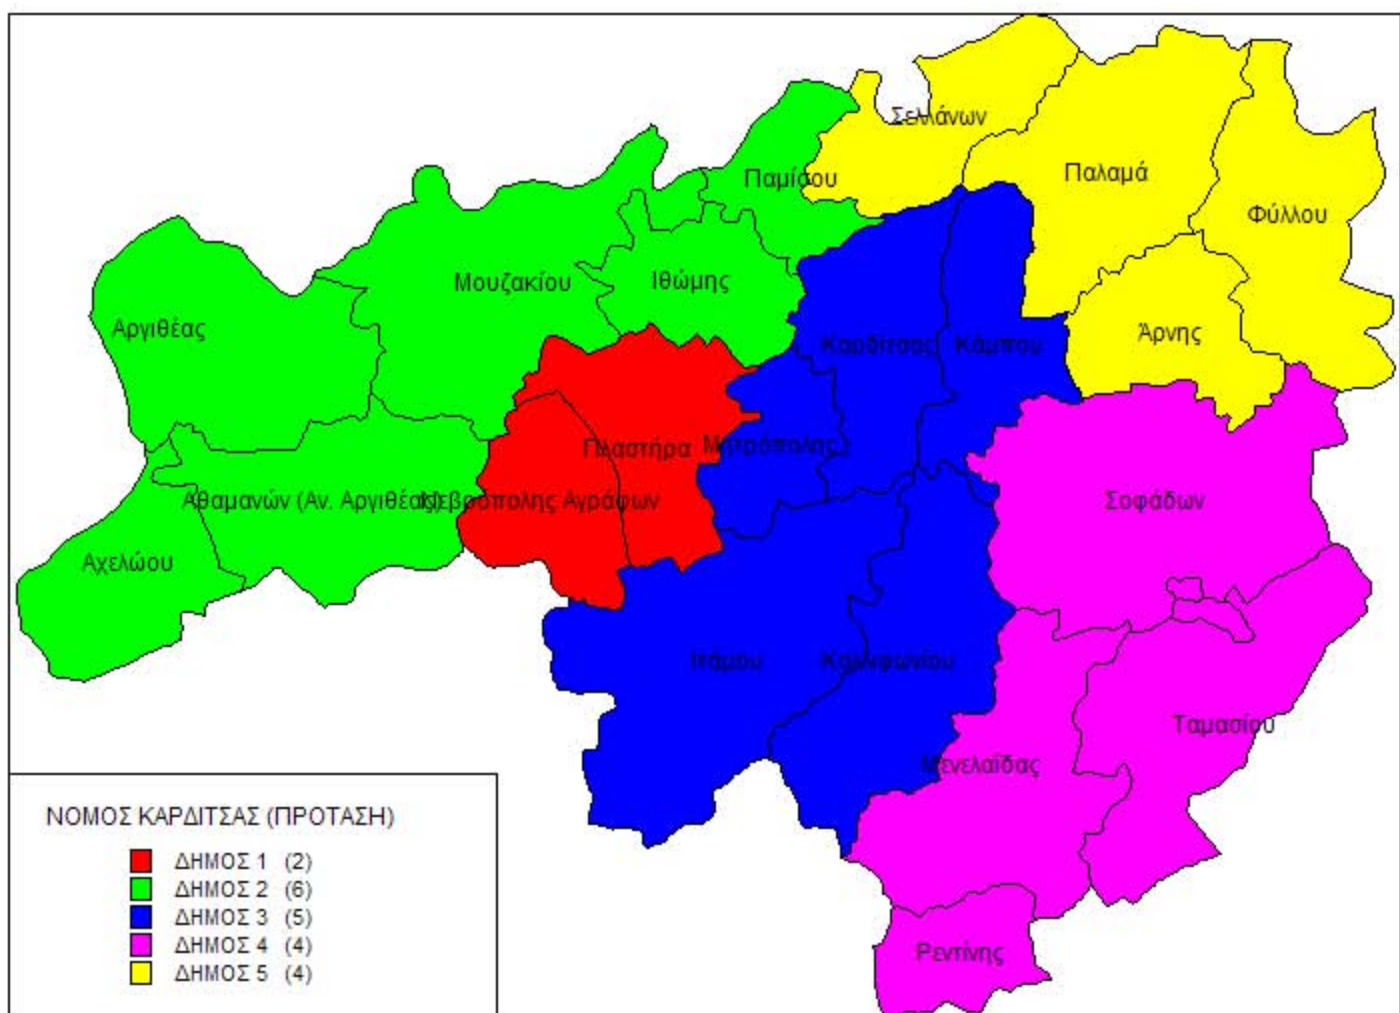 Σελλάνων
Παλαμά
Παμίσου
Φύλλου
Μουζακίου
Ιθώμης
Αργιθέας
Άρνης
Καρδίτσας
Κάμπου
Πλαστήρα
Μητρόπολης
Αθαμανών (Αν. Αργιθέας)
Νεβρόπολης Αγράφων
Σοφάδων
Αχελώου
Ιτάμου
Καλλιφωνίου
Ταμασίου
Μενελαΐδας
Ρεντίνης
ΝΟΜΟΣ ΚΑΡΔΙΤΣΑΣ (ΠΡΟΤΑΣΗ)
ΔΗΜΟΣ 1 (2)
ΔΗΜΟΣ 2 (6)
ΔΗΜΟΣ 3 (5)
ΔΗΜΟΣ 4 (4)
ΔΗΜΟΣ 5 (4)